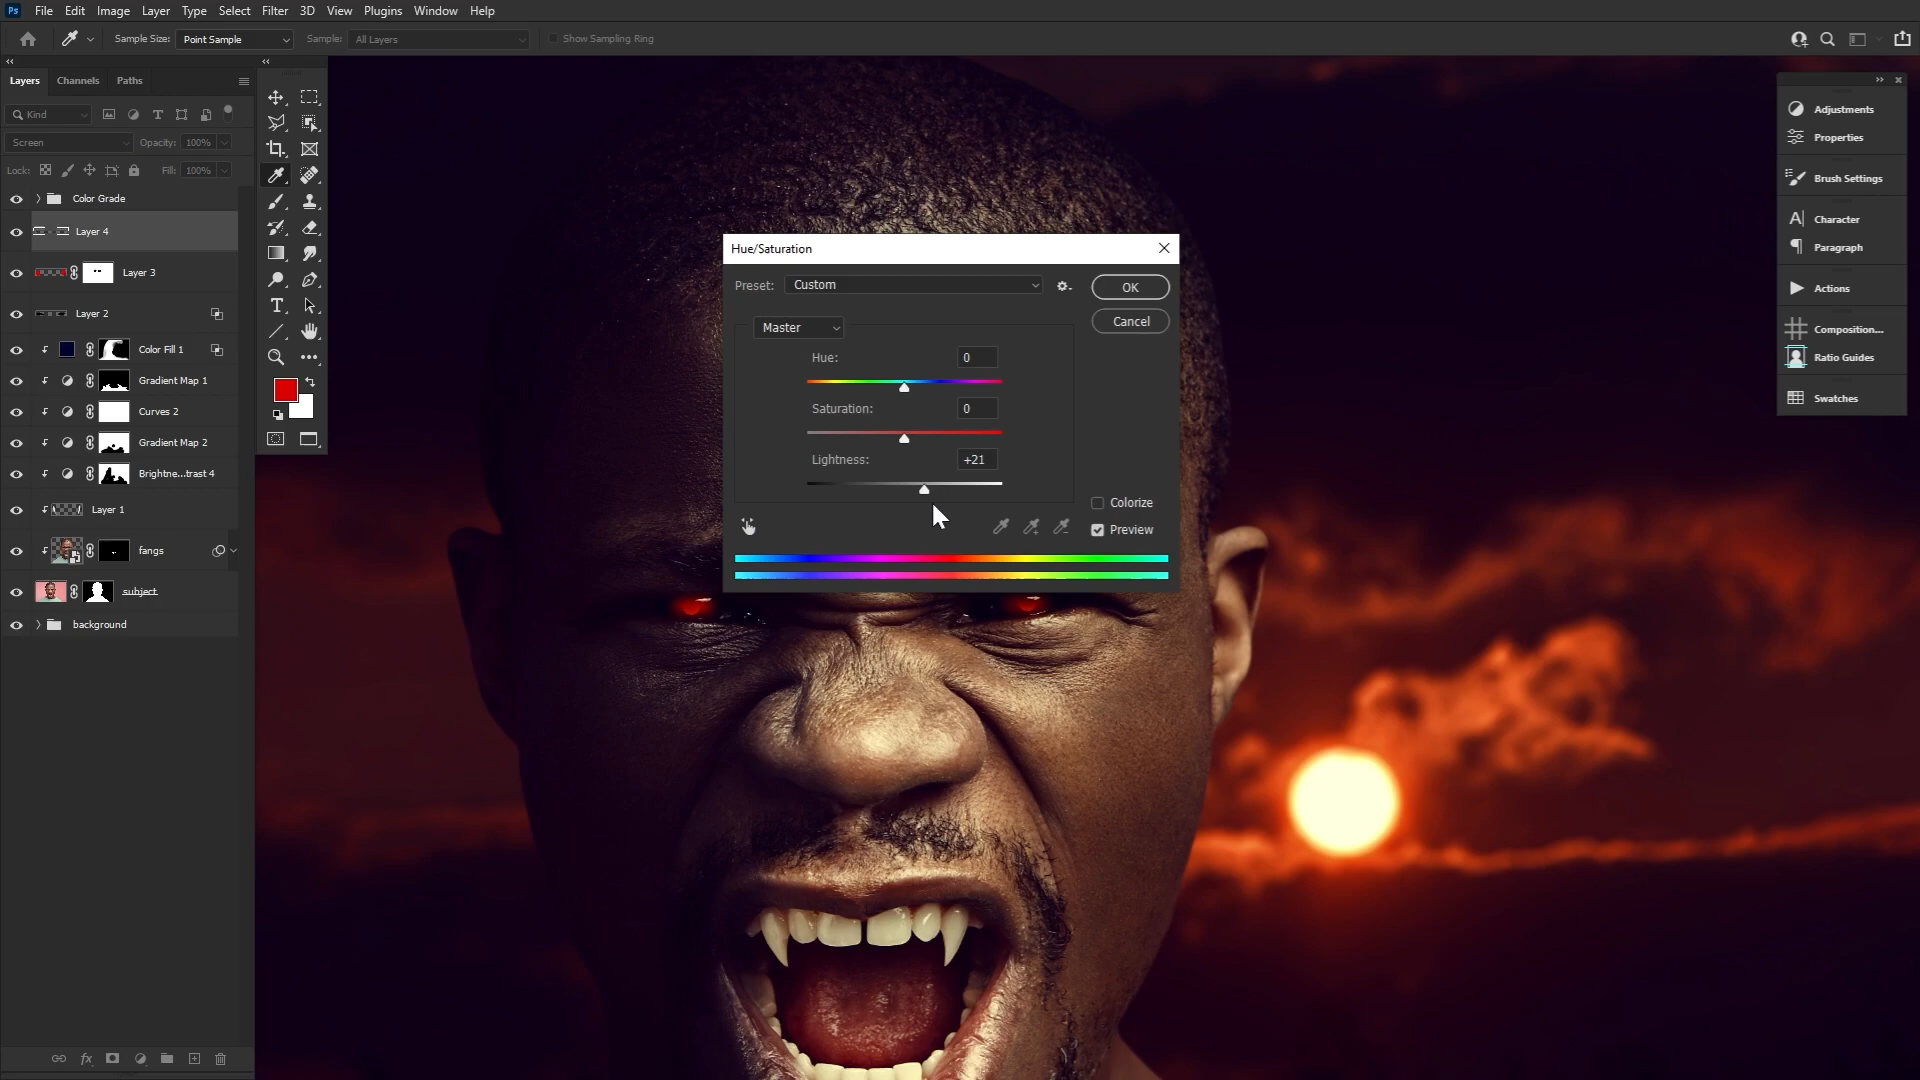 Ps File Edit Image Layer Type Select Filter 3D View Plugins Window Help
Sample Size: Point Sample Sample: All Layers Show Sampling Ring
Layers Channels Paths
Kind
Screen Opacity: 100%
Lock: Fill: 100%
Color Grade
Layer 4
Layer 3
Layer 2
Color Fill 1
Gradient Map 1
Curves 2
Gradient Map 2
Brightne...trast 4
Layer 1
fangs
subject
background
fx
Hue/Saturation
Preset: Custom
OK
Cancel
Master
Hue: 0
Saturation: 0
Lightness: +21
Colorize
Preview
Adjustments
Properties
Brush Settings
Character
Paragraph
Actions
Composition...
Ratio Guides
Swatches